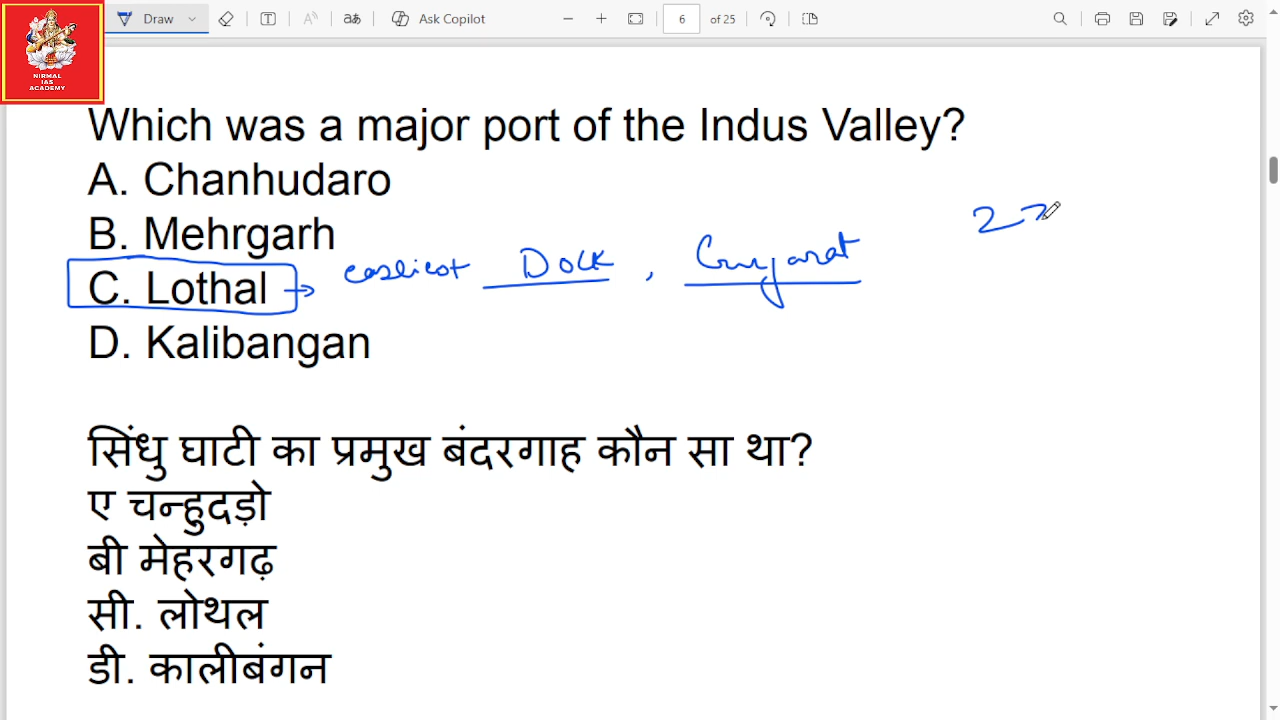 Draw
Ask Copilot
6 of 25
NIRMAL
IAS
ACADEMY
Which was a major port of the Indus Valley?
A. Chanhudaro
B. Mehrgarh
C. Lothal → earliest Dock, Gujarat
D. Kalibangan
सिंधु घाटी का प्रमुख बंदरगाह कौन सा था?
ए चन्हुदड़ो
बी मेहरगढ़
सी. लोथल
डी. कालीबंगन